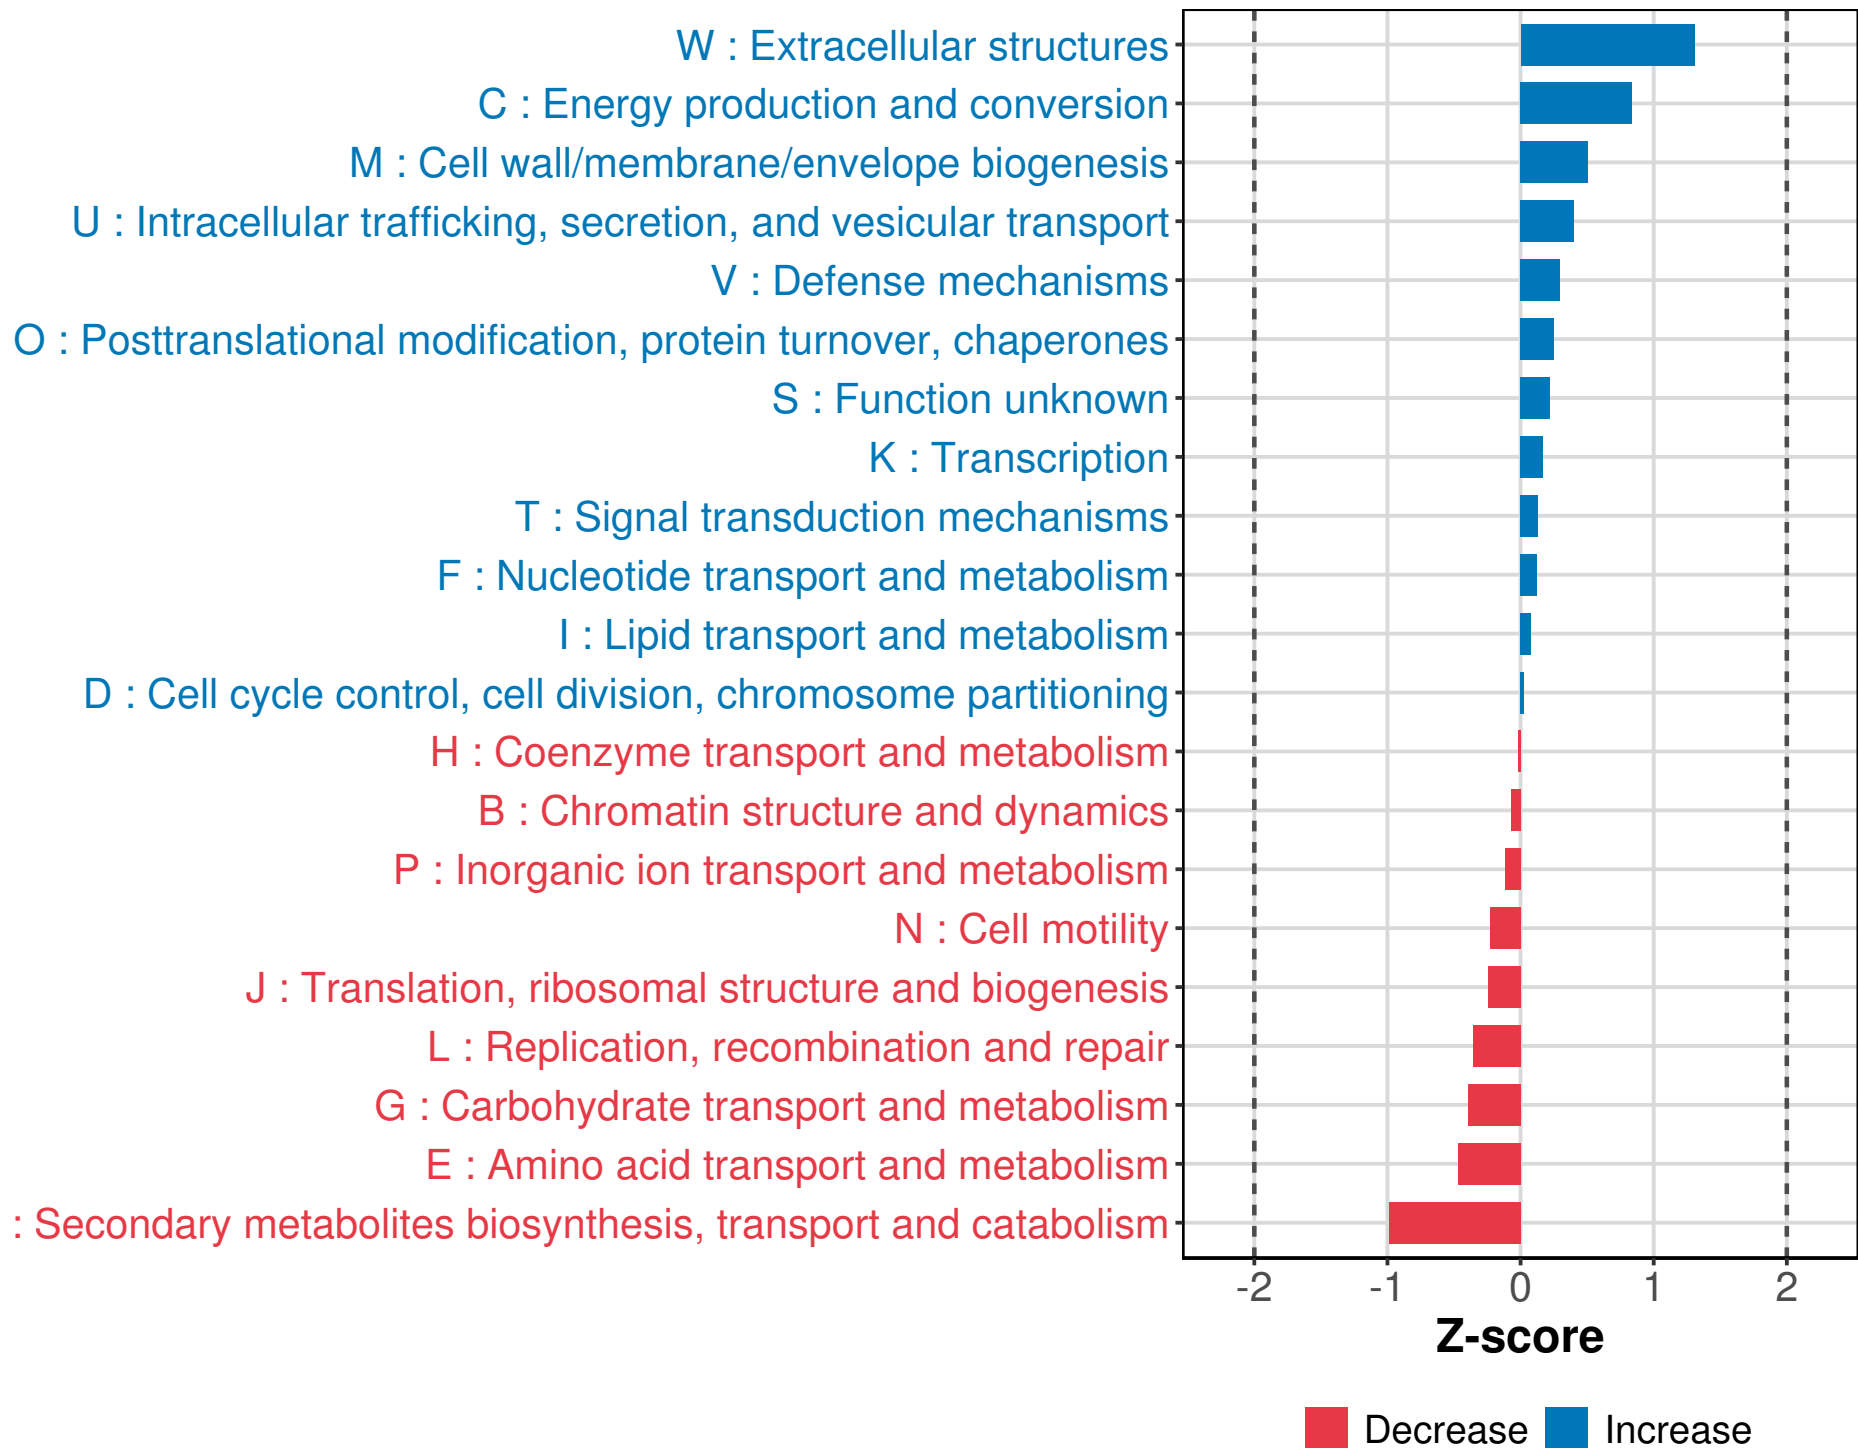 W : Extracellular structures
C : Energy production and conversion
M : Cell wall/membrane/envelope biogenesis
U : Intracellular trafficking, secretion, and vesicular transport
V : Defense mechanisms
O : Posttranslational modification, protein turnover, chaperones
S : Function unknown
K : Transcription
T : Signal transduction mechanisms
F : Nucleotide transport and metabolism
I : Lipid transport and metabolism
D : Cell cycle control, cell division, chromosome partitioning
H : Coenzyme transport and metabolism
B : Chromatin structure and dynamics
P : Inorganic ion transport and metabolism
N : Cell motility
J : Translation, ribosomal structure and biogenesis
L : Replication, recombination and repair
G : Carbohydrate transport and metabolism
E : Amino acid transport and metabolism
: Secondary metabolites biosynthesis, transport and catabolism
-2 -1 0 1 2
Z-score
Decrease Increase